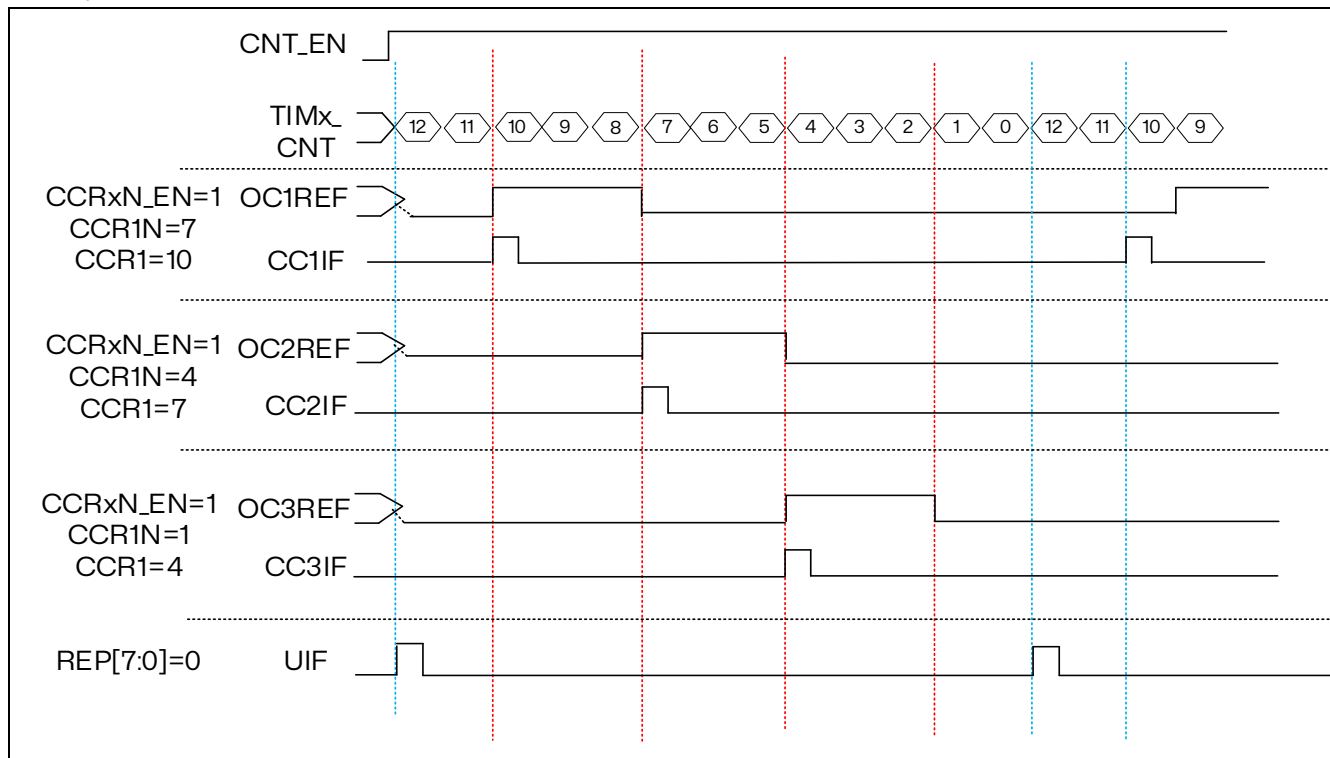 CNT_EN
TIMx_
CNT
12 11 10 9 8 7 6 5 4 3 2 1 0 12 11 10 9
CCRxN_EN=1 OC1REF
CCR1N=7
CCR1=10 CC1IF
CCRxN_EN=1 OC2REF
CCR1N=4
CCR1=7 CC2IF
CCRxN_EN=1 OC3REF
CCR1N=1
CCR1=4 CC3IF
REP[7:0]=0 UIF